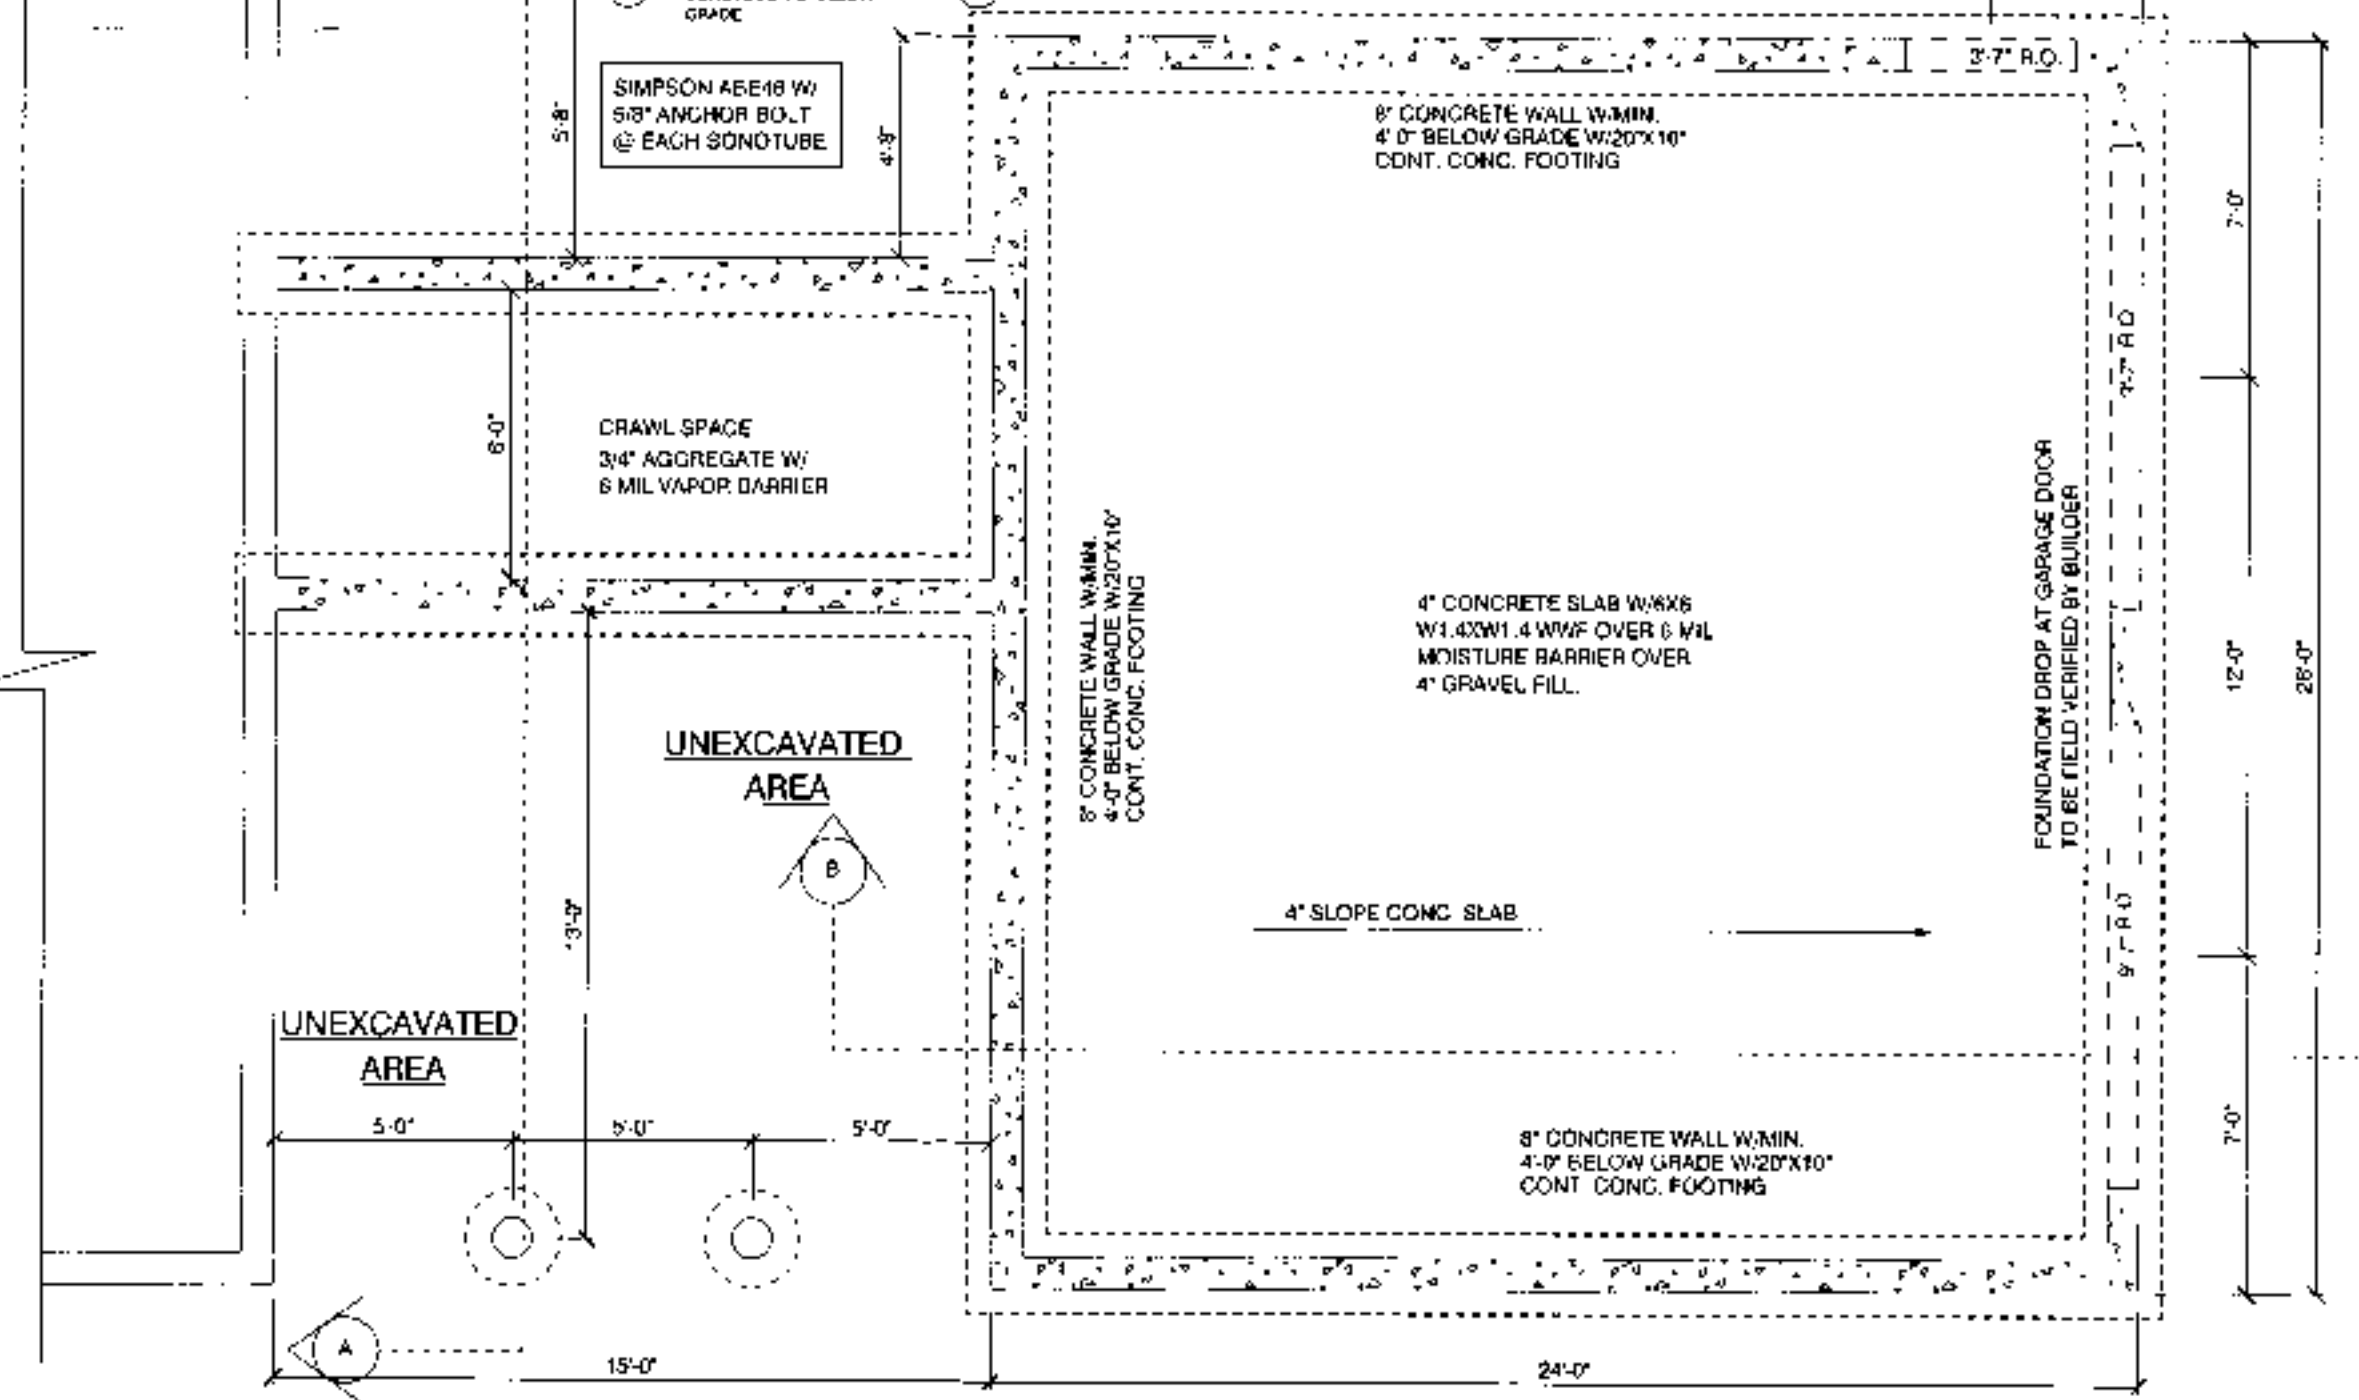 GRADE
SIMPSON ABE46 W/
5/8" ANCHOR BOLT
@ EACH SONOTUBE
5'-8"
4'-8"
3'-7" R.O.
8" CONCRETE WALL W/MIN.
4'-0" BELOW GRADE W/20"X10"
CONT. CONC. FOOTING
7'-0"
6'-0"
CRAWL SPACE
3/4" AGGREGATE W/
6 MIL VAPOR BARRIER
8" CONCRETE WALL W/MIN.
4'-0" BELOW GRADE W/20"X10"
CONT. CONC. FOOTING
4" CONCRETE SLAB W/6X6
W1.4XW1.4 WWF OVER 6 MIL
MOISTURE BARRIER OVER
4" GRAVEL FILL.
FOUNDATION DROP AT GARAGE DOOR
TO BE FIELD VERIFIED BY BUILDER
R.O.
12'-0"
26'-0"
UNEXCAVATED
AREA
B
13'-0"
4" SLOPE CONC. SLAB
R.O.
UNEXCAVATED
AREA
5'-0"
5'-0"
5'-0"
8" CONCRETE WALL W/MIN.
4'-0" BELOW GRADE W/20"X10"
CONT. CONC. FOOTING
7'-0"
A
15'-0"
24'-0"